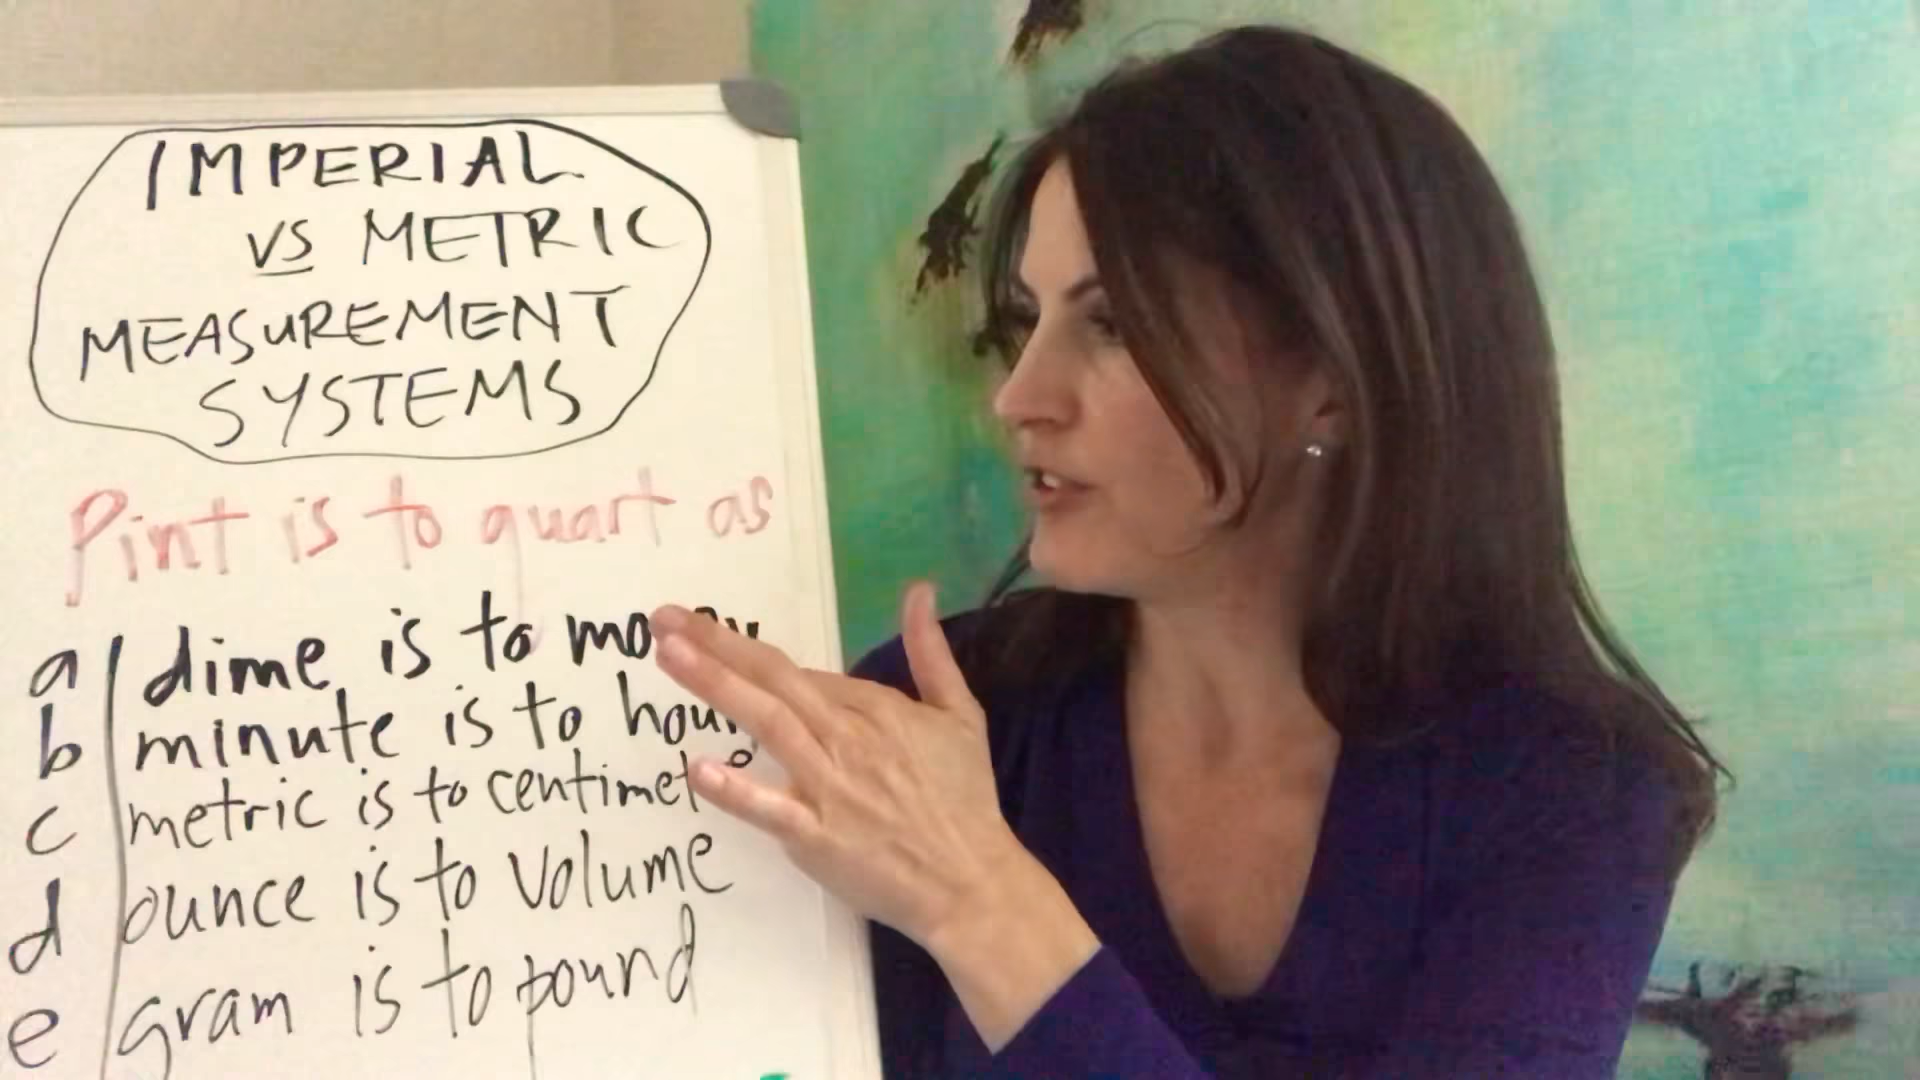 IMPERIAL
VS METRIC
MEASUREMENT
SYSTEMS
Pint is to quart as
a dime is to
b minute is to hour
c metric is to
d ounce is to volume
e gram is to pound